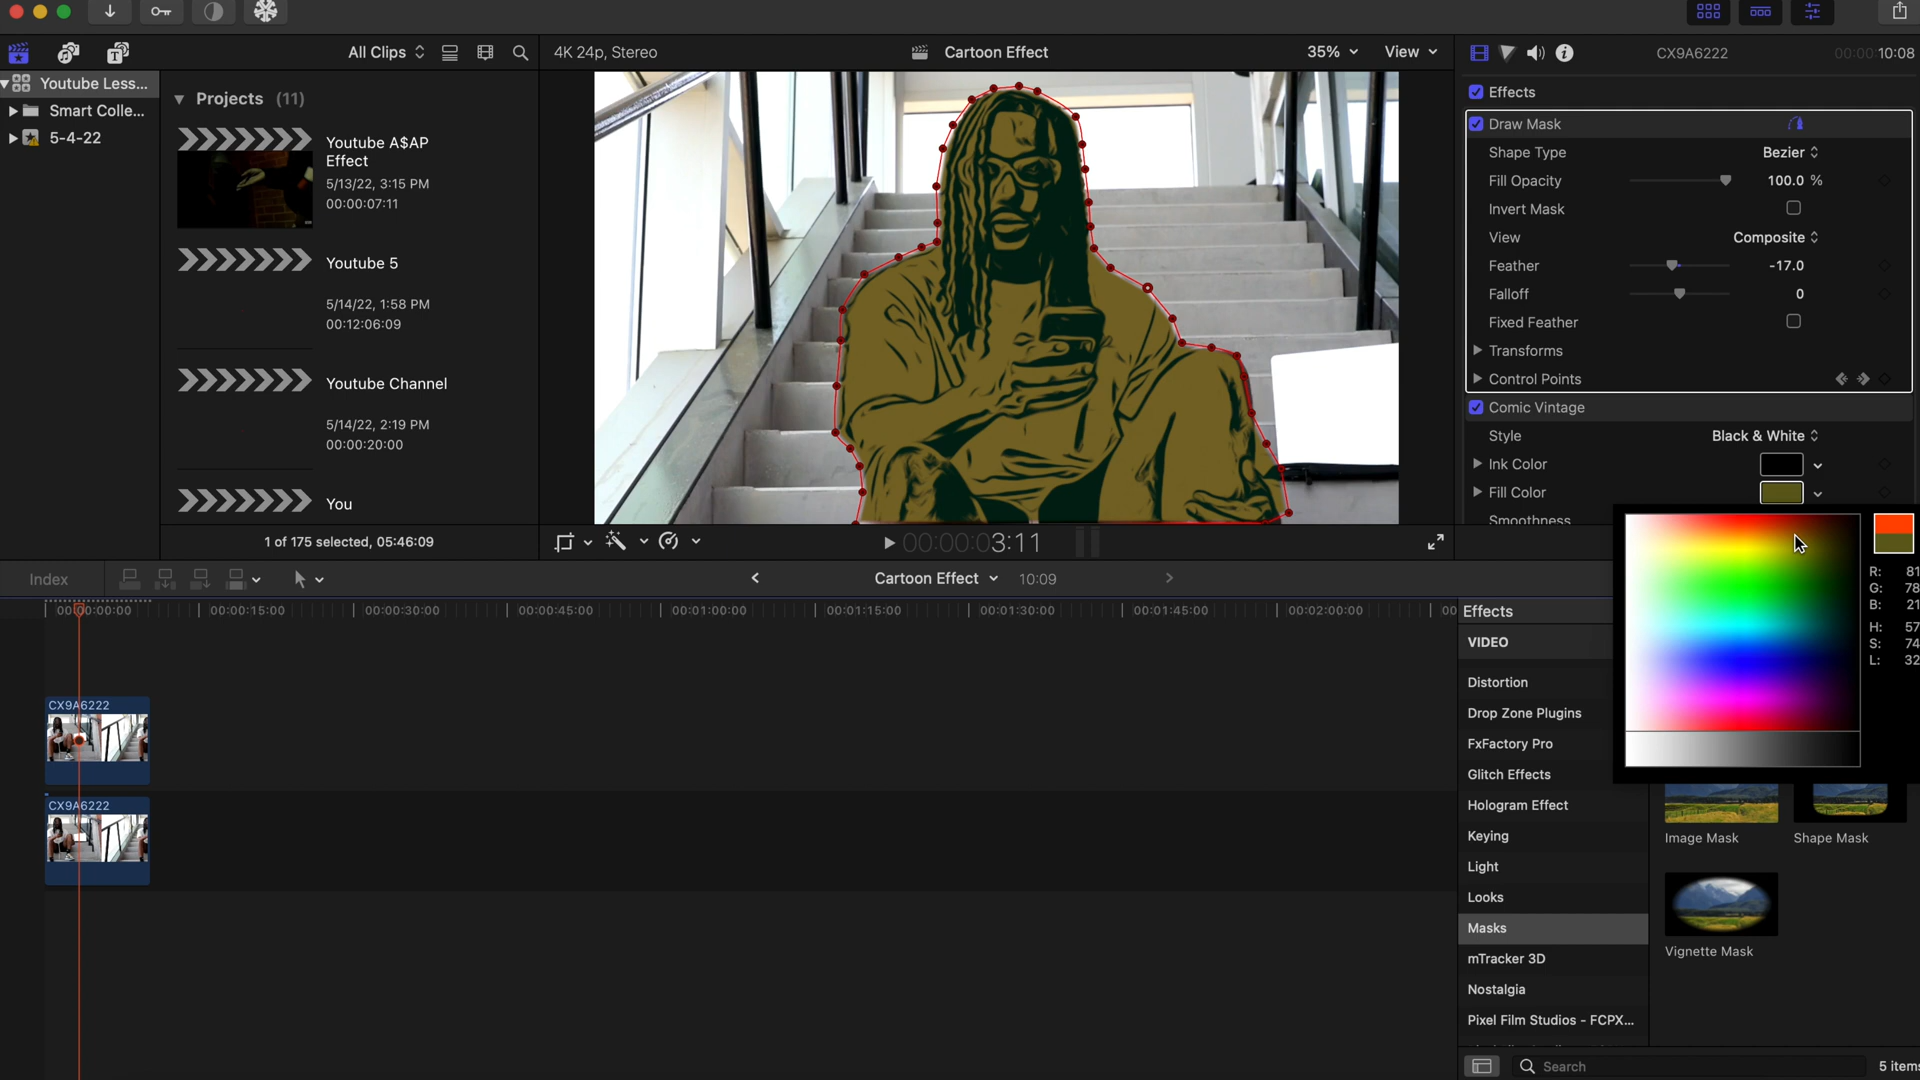 All Clips
4K 24p, Stereo
Cartoon Effect
35%
View
CX9A6222
00:00:10:08
Youtube Less...
Smart Colle...
5-4-22
Projects (11)
Youtube A$AP
Effect
5/13/22, 3:15 PM
00:00:07:11
Youtube 5
5/14/22, 1:58 PM
00:12:06:09
Youtube Channel
5/14/22, 2:19 PM
00:00:20:00
You
1 of 175 selected, 05:46:09
00:00:03:11
Effects
Draw Mask
Shape Type
Bezier
Fill Opacity
100.0 %
Invert Mask
View
Composite
Feather
-17.0
Falloff
0
Fixed Feather
Transforms
Control Points
Comic Vintage
Style
Black & White
Ink Color
Fill Color
Smoothness
R: 81
G: 78
B: 21
H: 57
S: 74
L: 32
Index
Cartoon Effect
10:09
00:00:00:00
00:00:15:00
00:00:30:00
00:00:45:00
00:01:00:00
00:01:15:00
00:01:30:00
00:01:45:00
00:02:00:00
00
CX9A6222
CX9A6222
Effects
VIDEO
Distortion
Drop Zone Plugins
FxFactory Pro
Glitch Effects
Hologram Effect
Keying
Light
Looks
Masks
mTracker 3D
Nostalgia
Pixel Film Studios - FCPX...
Image Mask
Shape Mask
Vignette Mask
Search
5 items